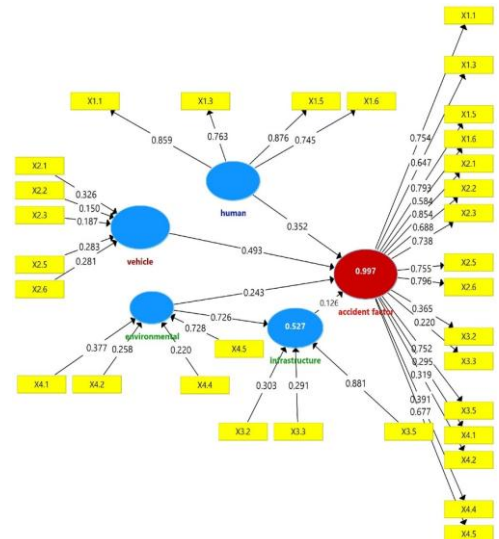 X1.1
X1.3
X1.5
X1.6
0.859
0.763
0.876
0.745
human
X2.1
X2.2
X2.3
X2.5
X2.6
0.326
0.150
0.187
0.283
0.281
vehicle
0.352
0.493
0.243
0.726
0.126
environmental
0.377
0.258
0.220
0.728
X4.1
X4.2
X4.4
X4.5
0.527
infrastructure
0.303
0.291
0.881
X3.2
X3.3
X3.5
0.997
accident factor
0.754
0.647
0.793
0.584
0.854
0.688
0.738
0.755
0.796
0.365
0.220
0.752
0.295
0.319
0.391
0.677
X1.1
X1.3
X1.5
X1.6
X2.1
X2.2
X2.3
X2.5
X2.6
X3.2
X3.3
X3.5
X4.1
X4.2
X4.4
X4.5